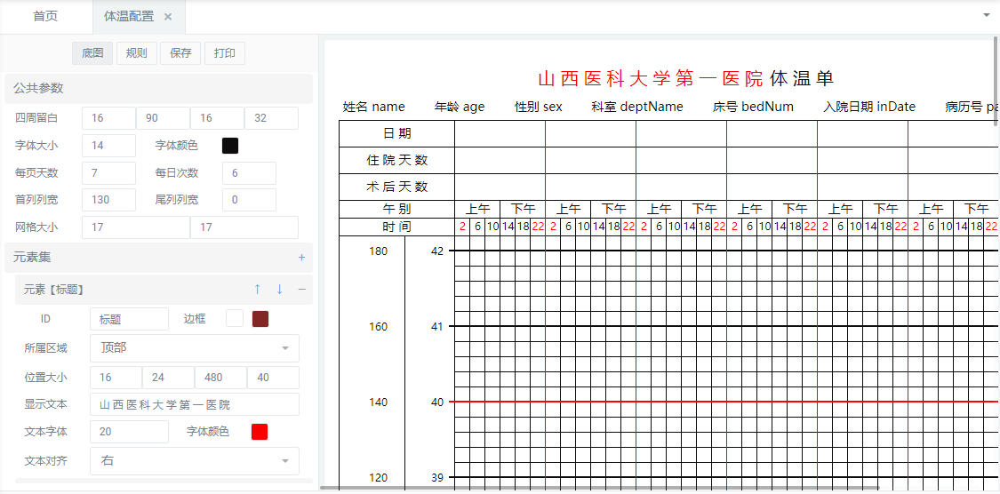 首页 体温配置 ×
底图 规则 保存 打印
公共参数
四周留白 16 90 16 32
字体大小 14 字体颜色
每页天数 7 每日次数 6
首列列宽 130 尾列列宽 0
网格大小 17 17
元素集 +
元素【标题】 ↑ ↓ −
ID 标题 边框
所属区域 顶部
位置大小 16 24 480 40
显示文本 山西医科大学第一医院
文本字体 20 字体颜色
文本对齐 右
山西医科大学第一医院 体温单
姓名 name 年龄 age 性别 sex 科室 deptName 床号 bedNum 入院日期 inDate 病历号 pa
日期
住院天数
术后天数
午别 上午 下午 上午 下午 上午 下午 上午 下午 上午 下午 上午 下午
时间 2 6 10 14 18 22 2 6 10 14 18 22 2 6 10 14 18 22 2 6 10 14 18 22 2 6 10 14 18 22 2 6 10 14 18 22
180 42
160 41
140 40
120 39